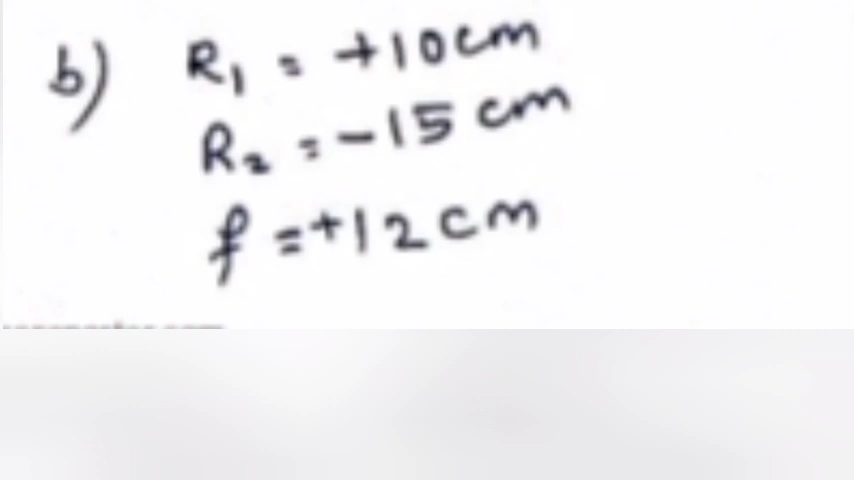 b) R₁ = +10cm
R₂ = -15 cm
f = +12cm